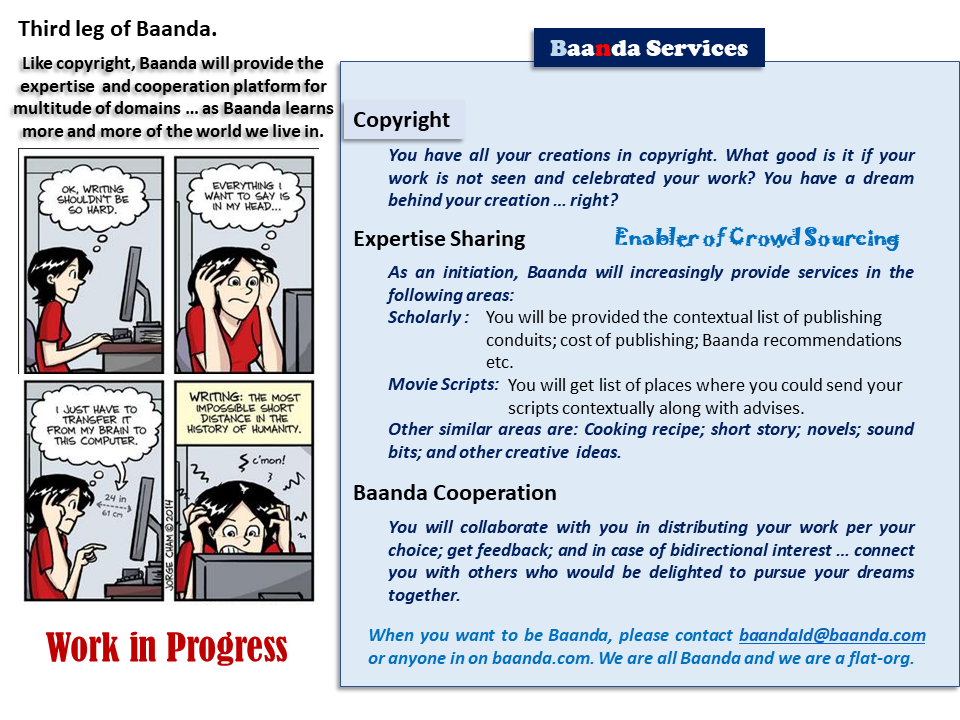 Third leg of Baanda.
Like copyright, Baanda will provide the
expertise and cooperation platform for
multitude of domains … as Baanda learns
more and more of the world we live in.
OK, WRITING
SHOULDN'T BE
SO HARD.
EVERYTHING I
WANT TO SAY IS
IN MY HEAD...
I JUST HAVE TO
TRANSFER IT
FROM MY BRAIN TO
THIS COMPUTER.
24 in
61 cm
WRITING: THE MOST
IMPOSSIBLE SHORT
DISTANCE IN THE
HISTORY OF HUMANITY.
c'mon!
JORGE CHAM © 2014
Work in Progress
Baanda Services
Copyright
You have all your creations in copyright. What good is it if your
work is not seen and celebrated your work? You have a dream
behind your creation … right?
Expertise Sharing
Enabler of Crowd Sourcing
As an initiation, Baanda will increasingly provide services in the
following areas:
Scholarly : You will be provided the contextual list of publishing
conduits; cost of publishing; Baanda recommendations
etc.
Movie Scripts: You will get list of places where you could send your
scripts contextually along with advises.
Other similar areas are: Cooking recipe; short story; novels; sound
bits; and other creative ideas.
Baanda Cooperation
You will collaborate with you in distributing your work per your
choice; get feedback; and in case of bidirectional interest … connect
you with others who would be delighted to pursue your dreams
together.
When you want to be Baanda, please contact baandaId@baanda.com
or anyone in on baanda.com. We are all Baanda and we are a flat-org.